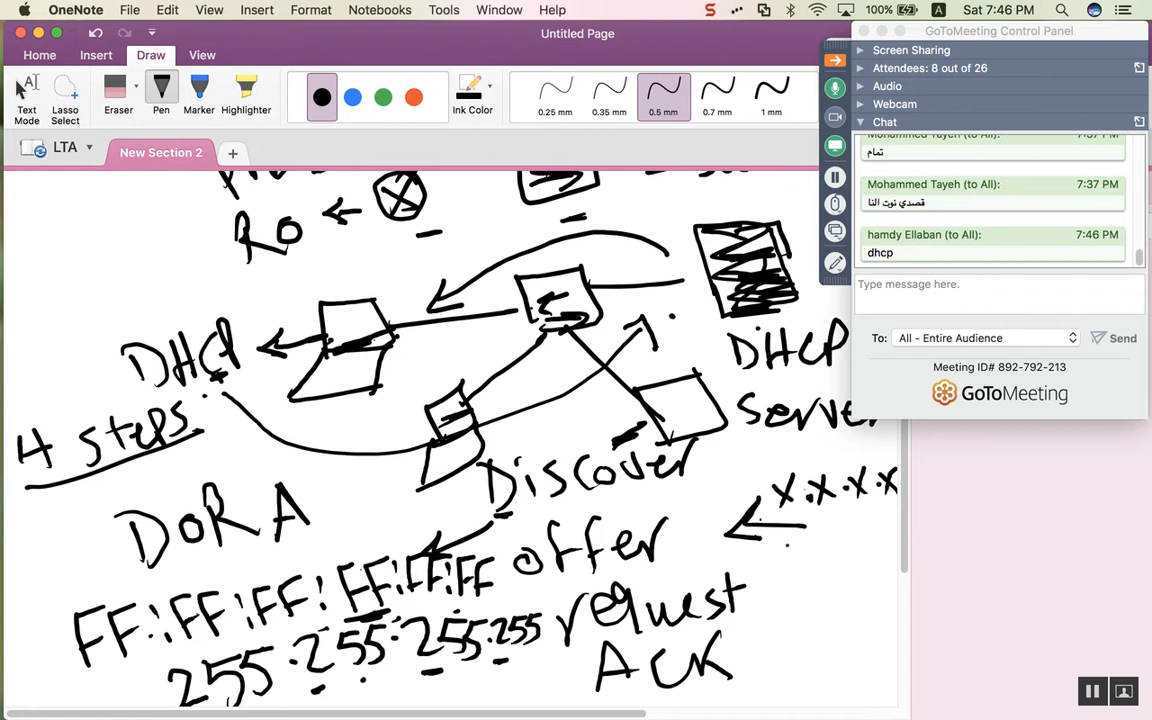 OneNote File Edit View Insert Format Notebooks Tools Window Help 100% A Sat 7:46 PM
Untitled Page
GoToMeeting Control Panel
Home Insert Draw View
Screen Sharing
Attendees: 8 out of 26
Audio
Webcam
Chat
Text Mode
Lasso Select
Eraser
Pen
Marker
Highlighter
Ink Color
0.25 mm
0.35 mm
0.5 mm
0.7 mm
1 mm
LTA
New Section 2
Mohammed Tayeh (to All): 7:37 PM
تمام
Mohammed Tayeh (to All): 7:37 PM
قصدي نوت النا
hamdy Ellaban (to All): 7:46 PM
dhcp
Type message here.
To: All - Entire Audience
Send
Meeting ID# 892-792-213
GoToMeeting
Ro
DHCP
DHCP
server
4 steps
DoRA
Discover
X.X.X.X
offer
FF:FF:FF:FF:FF:FF
request
255.255.255.255
ACK